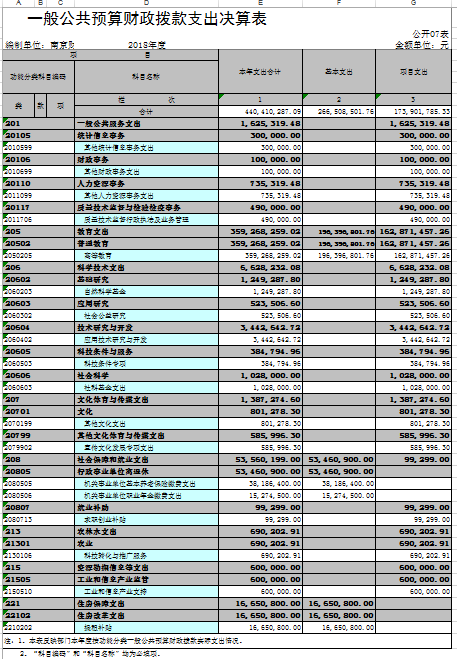 A B C D E F G
一般公共预算财政拨款支出决算表
公开07表
编制单位：南京 2018年度 金额单位：元
项 目 本年支出合计 基本支出 项目支出
功能分类科目编码 科目名称
类 款 项 栏 次 1 2 3
合计 440,410,287.09 266,508,501.76 173,901,785.33
201 一般公共服务支出 1,625,319.48 1,625,319.48
20105 统计信息事务 300,000.00 300,000.00
2010599 其他统计信息事务支出 300,000.00 300,000.00
20106 财政事务 100,000.00 100,000.00
2010699 其他财政事务支出 100,000.00 100,000.00
20110 人力资源事务 735,319.48 735,319.48
2011099 其他人力资源事务支出 735,319.48 735,319.48
20117 质量技术监督与检验检疫事务 490,000.00 490,000.00
2011706 质量技术监督行政执法及业务管理 490,000.00 490,000.00
205 教育支出 359,268,259.02 196,396,801.76 162,871,457.26
20502 普通教育 359,268,259.02 196,396,801.76 162,871,457.26
2050205 高等教育 359,268,259.02 196,396,801.76 162,871,457.26
206 科学技术支出 6,628,232.08 6,628,232.08
20602 基础研究 1,249,287.80 1,249,287.80
2060203 自然科学基金 1,249,287.80 1,249,287.80
20603 应用研究 523,506.60 523,506.60
2060302 社会公益研究 523,506.60 523,506.60
20604 技术研究与开发 3,442,642.72 3,442,642.72
2060402 应用技术研究与开发 3,442,642.72 3,442,642.72
20605 科技条件与服务 384,794.96 384,794.96
2060503 科技条件专项 384,794.96 384,794.96
20606 社会科学 1,028,000.00 1,028,000.00
2060603 社科基金支出 1,028,000.00 1,028,000.00
207 文化体育与传媒支出 1,387,274.60 1,387,274.60
20701 文化 801,278.30 801,278.30
2070199 其他文化支出 801,278.30 801,278.30
20799 其他文化体育与传媒支出 585,996.30 585,996.30
2079902 宣传文化发展专项支出 585,996.30 585,996.30
208 社会保障和就业支出 53,560,199.00 53,460,900.00 99,299.00
20805 行政事业单位离退休 53,460,900.00 53,460,900.00
2080505 机关事业单位基本养老保险缴费支出 38,186,400.00 38,186,400.00
2080506 机关事业单位职业年金缴费支出 15,274,500.00 15,274,500.00
20807 就业补助 99,299.00 99,299.00
2080713 求职创业补贴 99,299.00 99,299.00
213 农林水支出 690,202.91 690,202.91
21301 农业 690,202.91 690,202.91
2130106 科技转化与推广服务 690,202.91 690,202.91
215 资源勘探信息等支出 600,000.00 600,000.00
21505 工业和信息产业监管 600,000.00 600,000.00
2150510 工业和信息产业支持 600,000.00 600,000.00
221 住房保障支出 16,650,800.00 16,650,800.00
22102 住房改革支出 16,650,800.00 16,650,800.00
2210202 提租补贴 16,650,800.00 16,650,800.00
注：1．本表反映部门本年度按功能分类一般公共预算财政拨款实际支出情况。
2．“科目编码”和“科目名称”均为必填项。